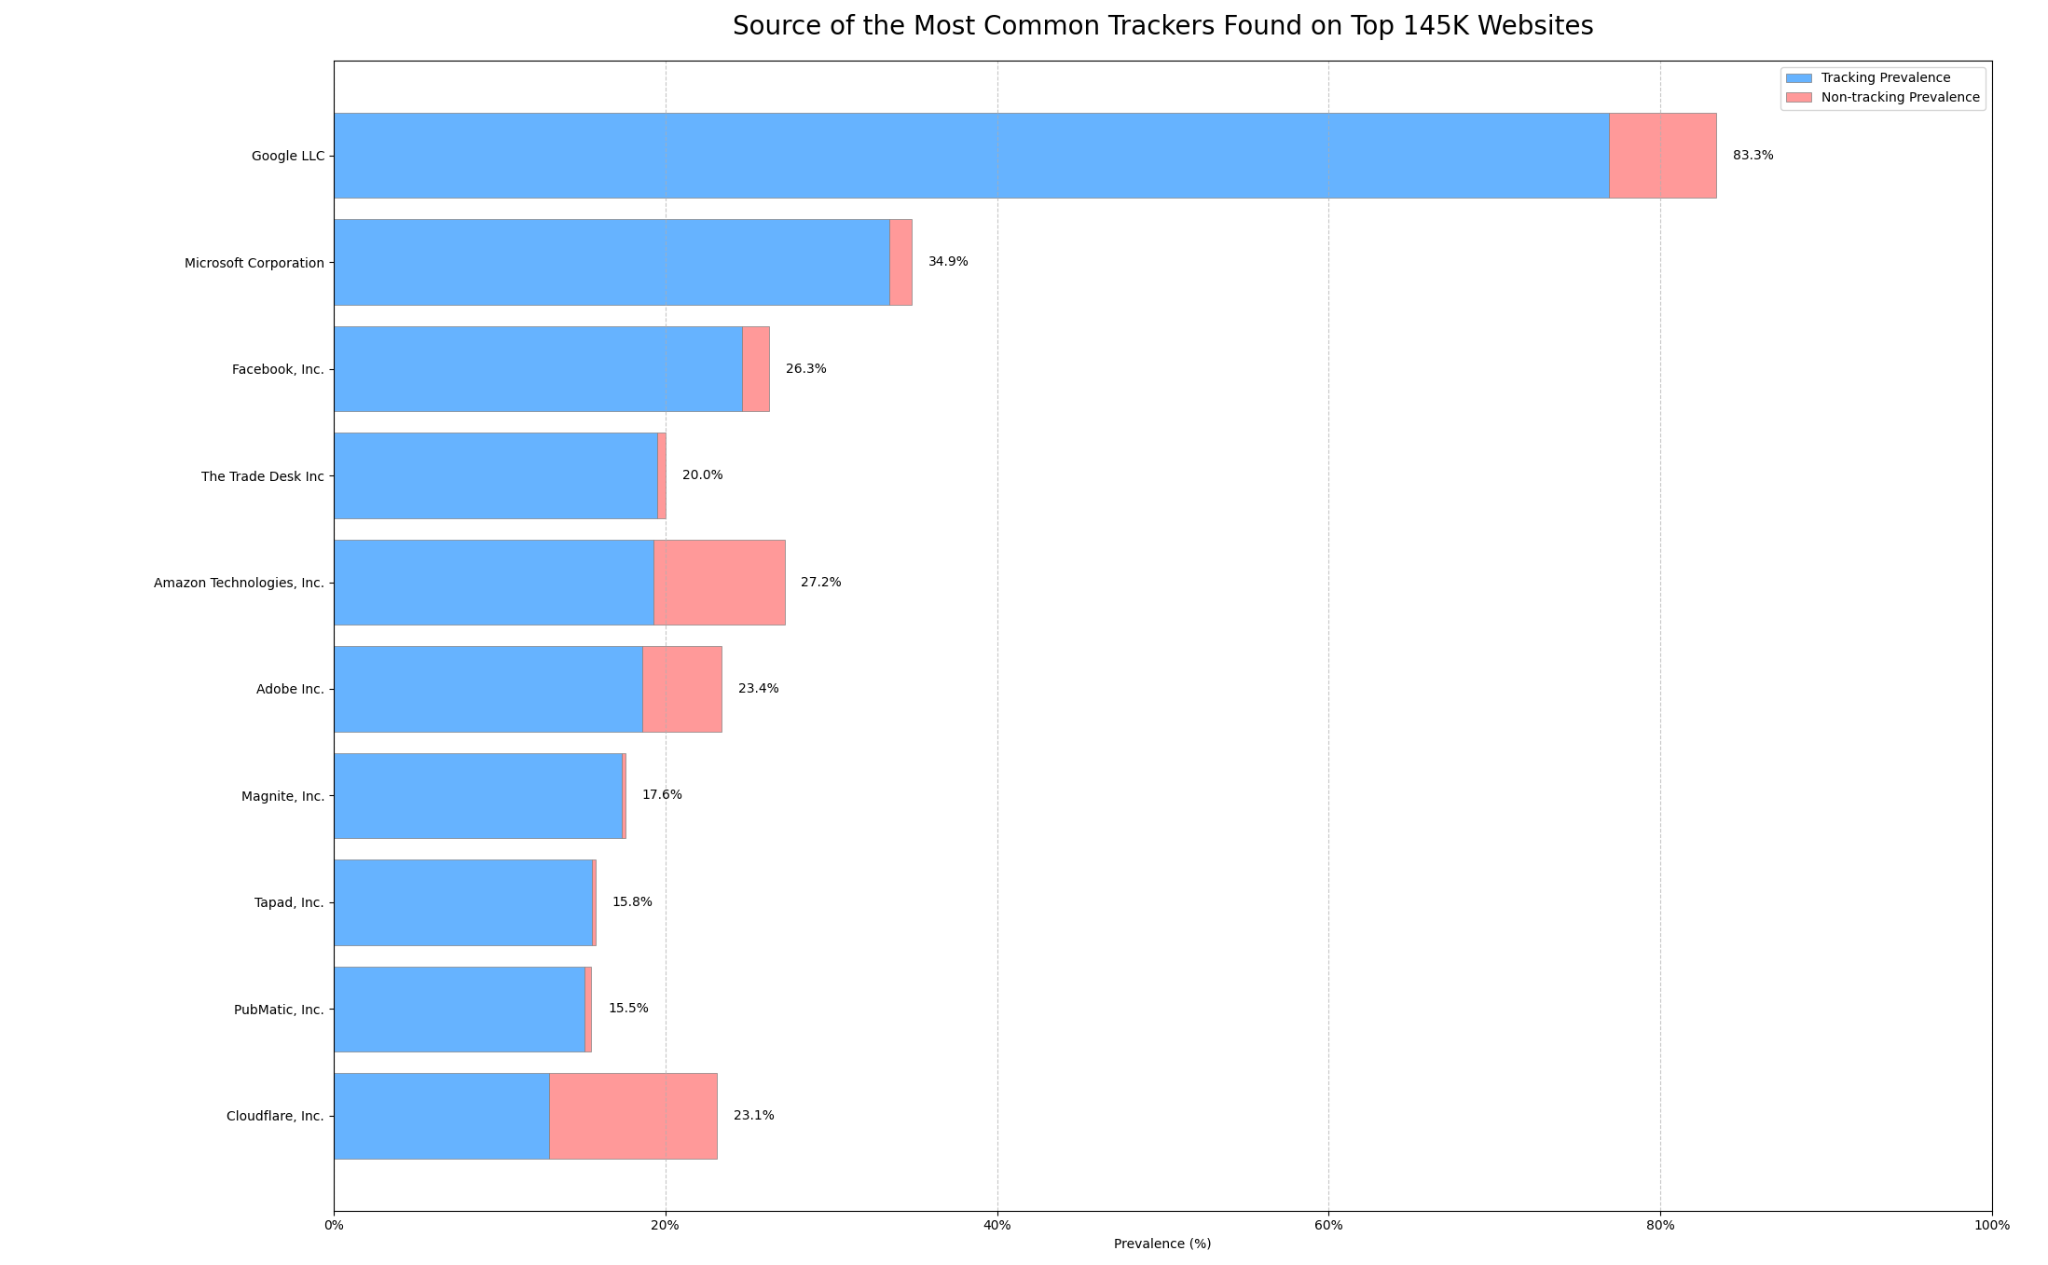 Source of the Most Common Trackers Found on Top 145K Websites
Tracking Prevalence
Non-tracking Prevalence
Google LLC
83.3%
Microsoft Corporation
34.9%
Facebook, Inc.
26.3%
The Trade Desk Inc
20.0%
Amazon Technologies, Inc.
27.2%
Adobe Inc.
23.4%
Magnite, Inc.
17.6%
Tapad, Inc.
15.8%
PubMatic, Inc.
15.5%
Cloudflare, Inc.
23.1%
0% 20% 40% 60% 80% 100%
Prevalence (%)